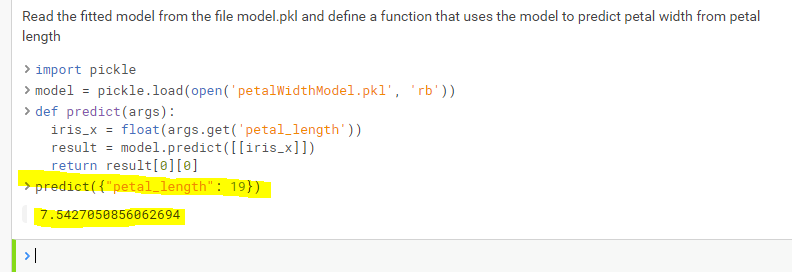 Read the fitted model from the file model.pkl and define a function that uses the model to predict petal width from petal
length
> import pickle
> model = pickle.load(open('petalWidthModel.pkl', 'rb'))
> def predict(args):
iris_x = float(args.get('petal_length'))
result = model.predict([[iris_x]])
return result[0][0]
> predict({"petal_length": 19})
7.5427050856062694
>